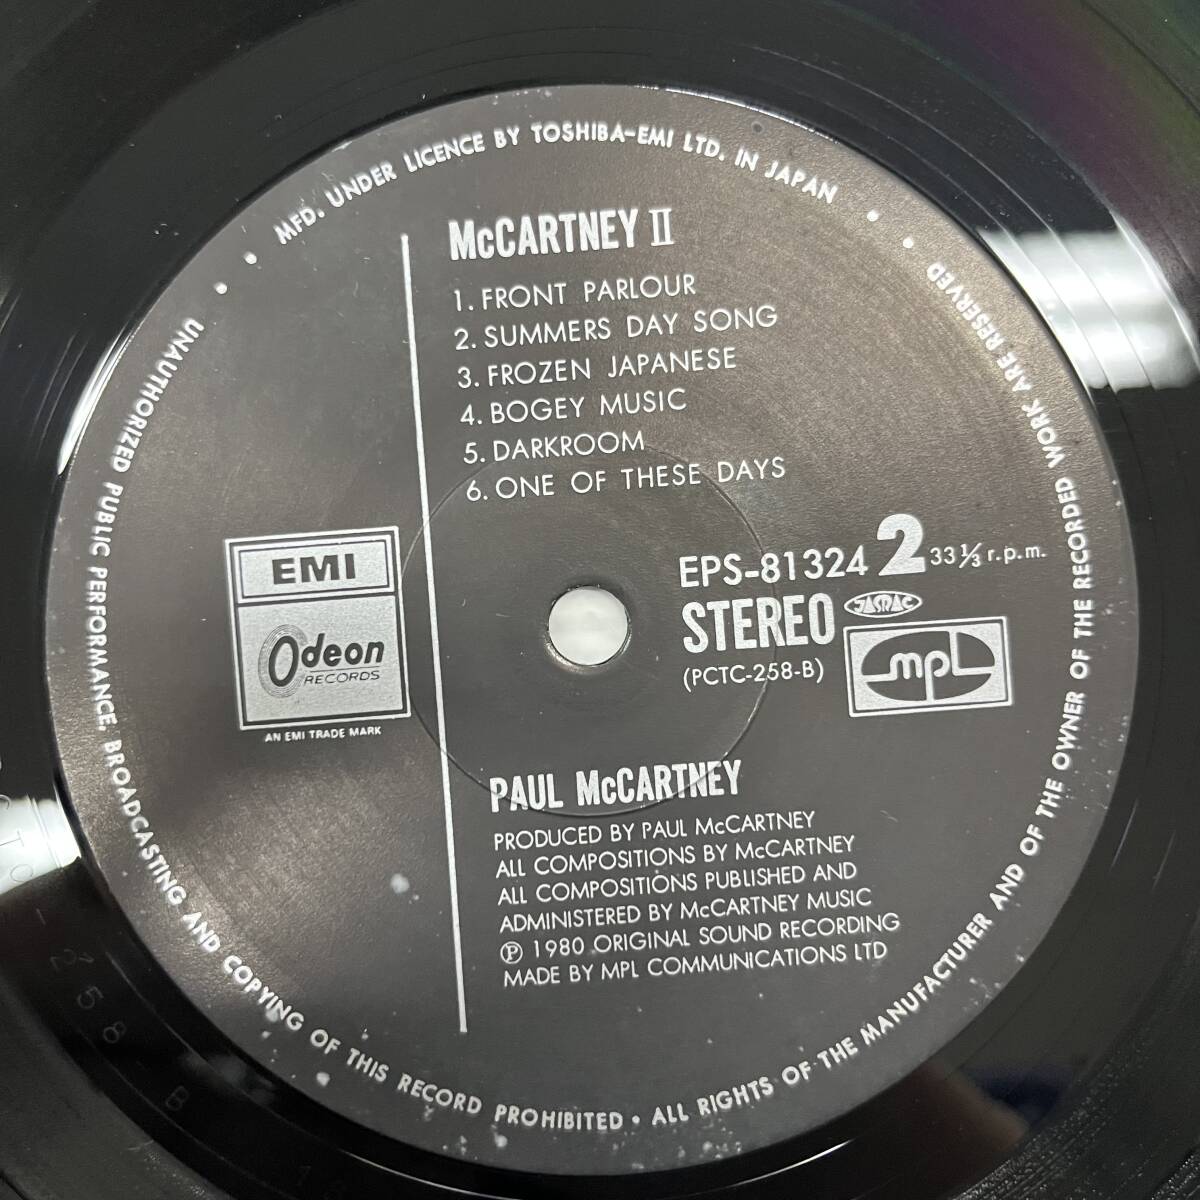 MFD. UNDER LICENCE BY TOSHIBA-EMI LTD. IN JAPAN •
• UNAUTHORIZED PUBLIC PERFORMANCE, BROADCASTING AND COPYING OF THIS RECORD PROHIBITED • ALL RIGHTS OF THE MANUFACTURER AND OF THE OWNER OF THE RECORDED WORK ARE RESERVED •
McCARTNEY II
1. FRONT PARLOUR
2. SUMMERS DAY SONG
3. FROZEN JAPANESE
4. BOGEY MUSIC
5. DARKROOM
6. ONE OF THESE DAYS
EMI
Odeon
RECORDS
AN EMI TRADE MARK
EPS-81324 2 33⅓ r.p.m.
STEREO JASRAC
(PCTC-258-B)
mpl
PAUL McCARTNEY
PRODUCED BY PAUL McCARTNEY
ALL COMPOSITIONS BY McCARTNEY
ALL COMPOSITIONS PUBLISHED AND
ADMINISTERED BY McCARTNEY MUSIC
℗ 1980 ORIGINAL SOUND RECORDING
MADE BY MPL COMMUNICATIONS LTD
258 B